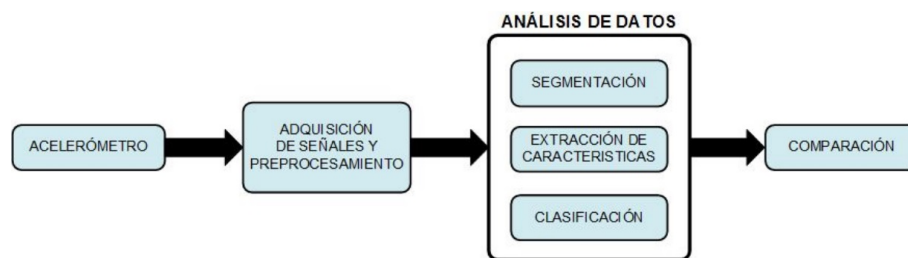 ANÁLISIS DE DATOS
ACELERÓMETRO
ADQUISICIÓN
DE SEÑALES Y
PREPROCESAMIENTO
SEGMENTACIÓN
EXTRACCIÓN DE
CARACTERISTICAS
CLASIFICACIÓN
COMPARACIÓN